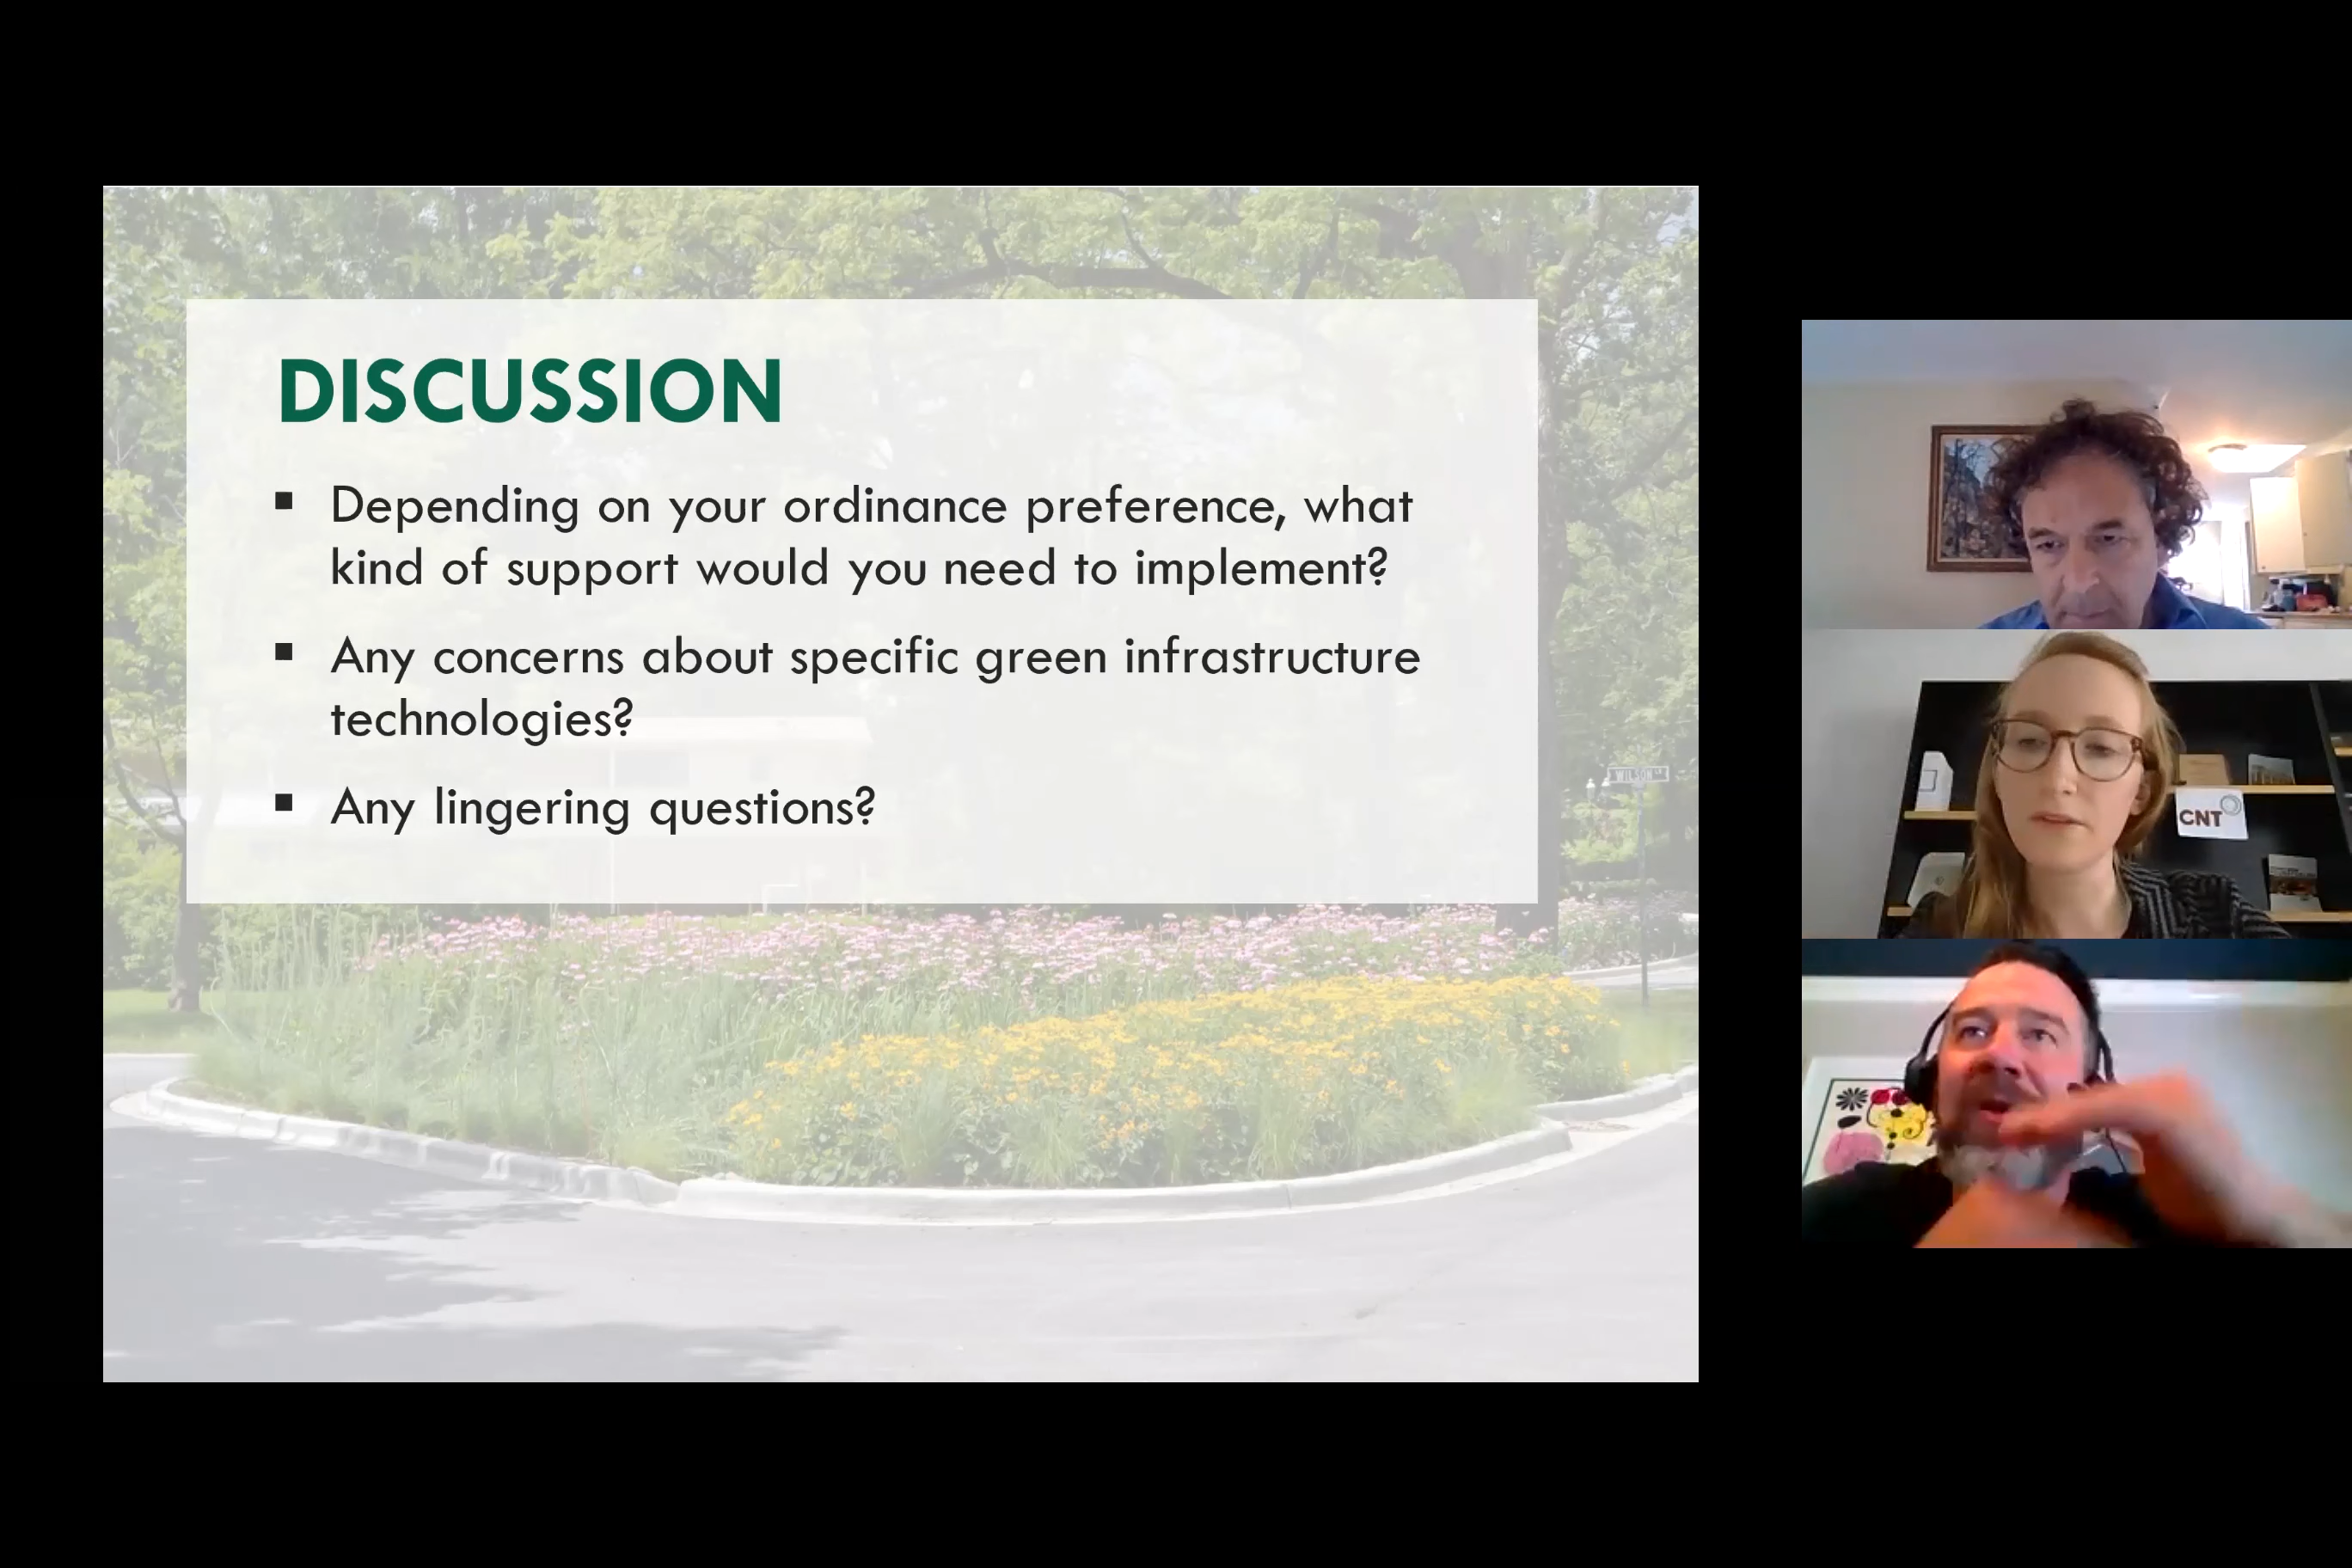 DISCUSSION
▪ Depending on your ordinance preference, what
kind of support would you need to implement?
▪ Any concerns about specific green infrastructure
technologies?
▪ Any lingering questions?
WILSON
CNT